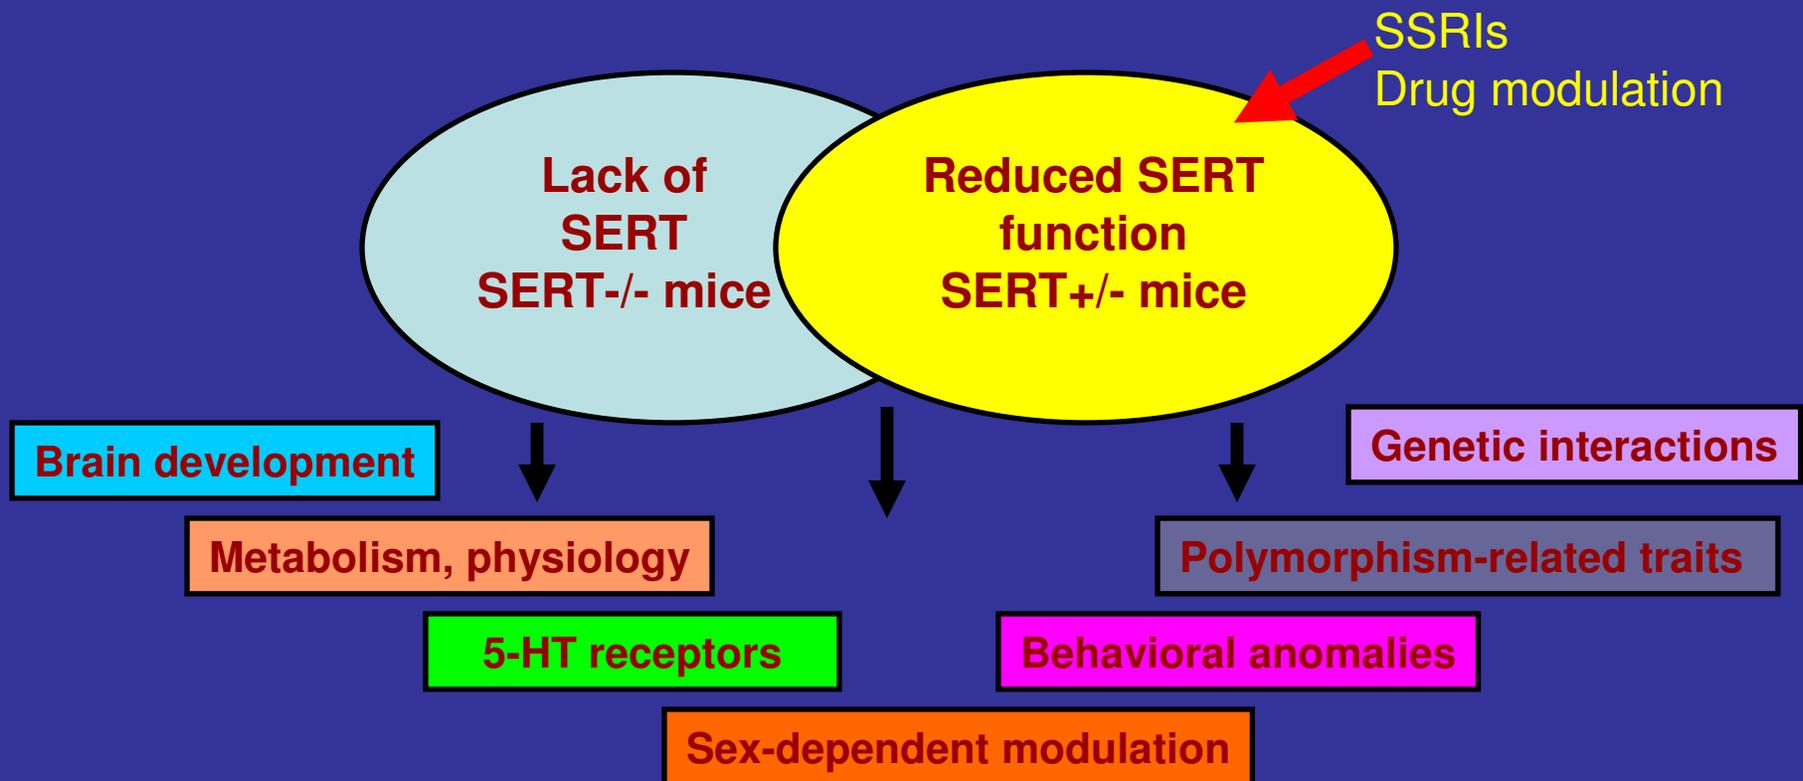 SSRIs
Drug modulation
Lack of
SERT
SERT-/- mice
Reduced SERT
function
SERT+/- mice
Brain development
Genetic interactions
Metabolism, physiology
Polymorphism-related traits
5-HT receptors
Behavioral anomalies
Sex-dependent modulation